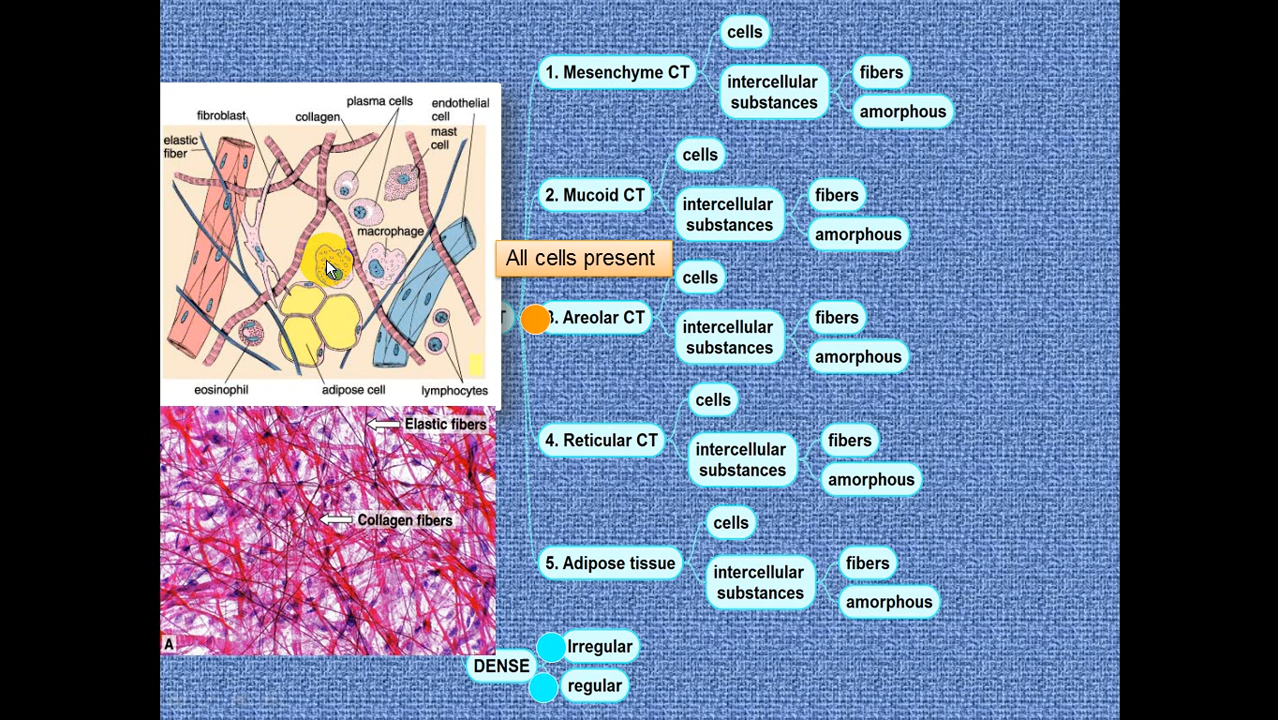 plasma cells
endothelial
cell
fibroblast
collagen
mast
cell
elastic
fiber
macrophage
eosinophil
adipose cell
lymphocytes
Elastic fibers
Collagen fibers
A
1. Mesenchyme CT
cells
intercellular
substances
fibers
amorphous
2. Mucoid CT
cells
intercellular
substances
fibers
amorphous
All cells present
3. Areolar CT
cells
intercellular
substances
fibers
amorphous
4. Reticular CT
cells
intercellular
substances
fibers
amorphous
5. Adipose tissue
cells
intercellular
substances
fibers
amorphous
DENSE
Irregular
regular